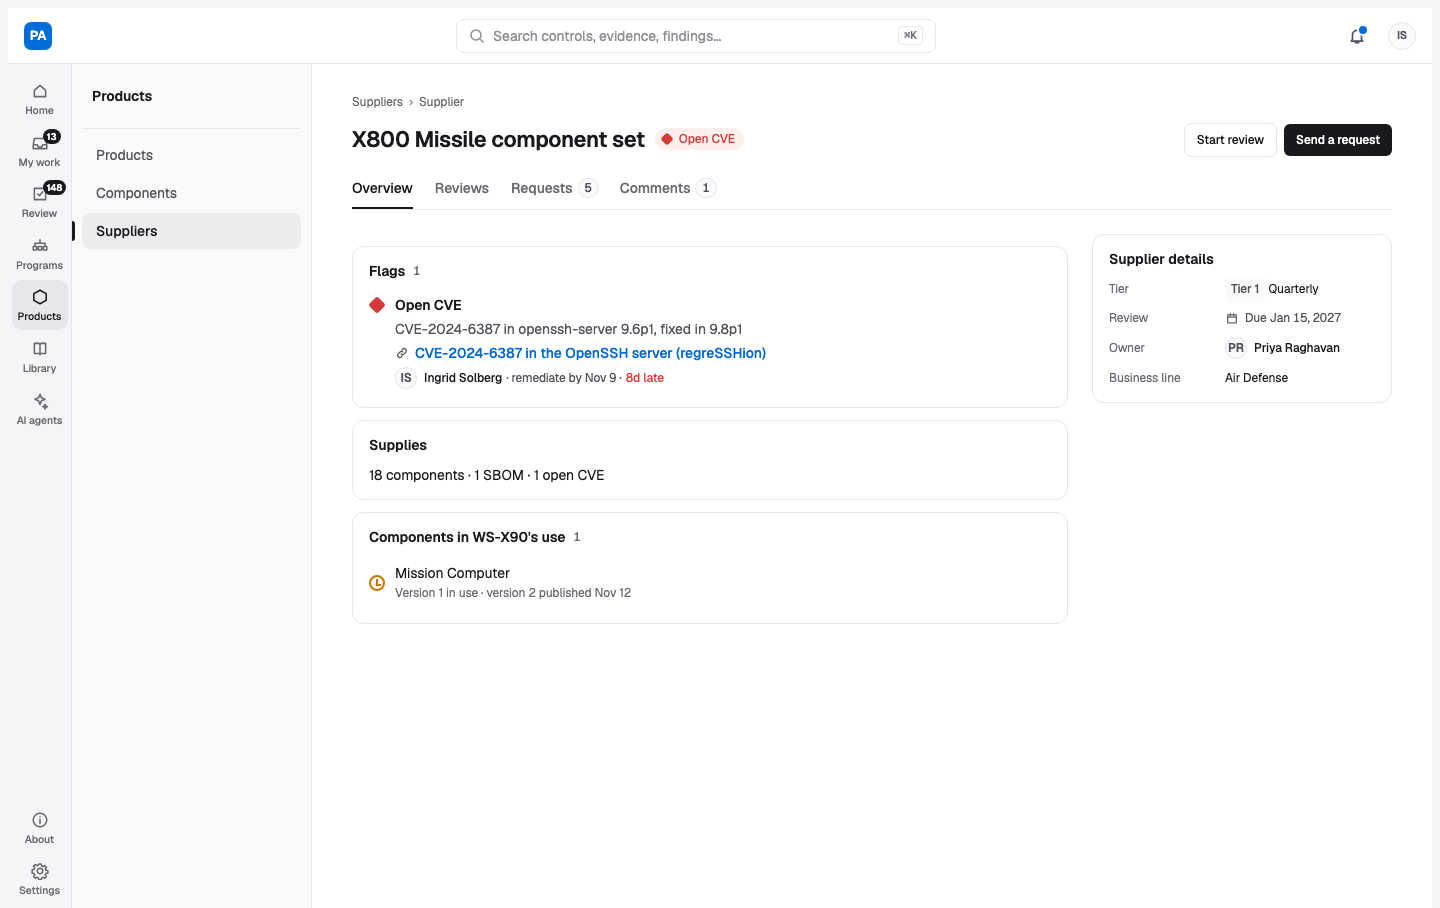 PA
Search controls, evidence, findings...
⌘K
IS
Home
13
My work
148
Review
Programs
Products
Library
AI agents
About
Settings
Products
Products
Components
Suppliers
Suppliers › Supplier
X800 Missile component set
Open CVE
Start review
Send a request
Overview
Reviews
Requests 5
Comments 1
Flags 1
Open CVE
CVE-2024-6387 in openssh-server 9.6p1, fixed in 9.8p1
CVE-2024-6387 in the OpenSSH server (regreSSHion)
IS Ingrid Solberg · remediate by Nov 9 · 8d late
Supplies
18 components · 1 SBOM · 1 open CVE
Components in WS-X90's use 1
Mission Computer
Version 1 in use · version 2 published Nov 12
Supplier details
Tier Tier 1 Quarterly
Review Due Jan 15, 2027
Owner PR Priya Raghavan
Business line Air Defense